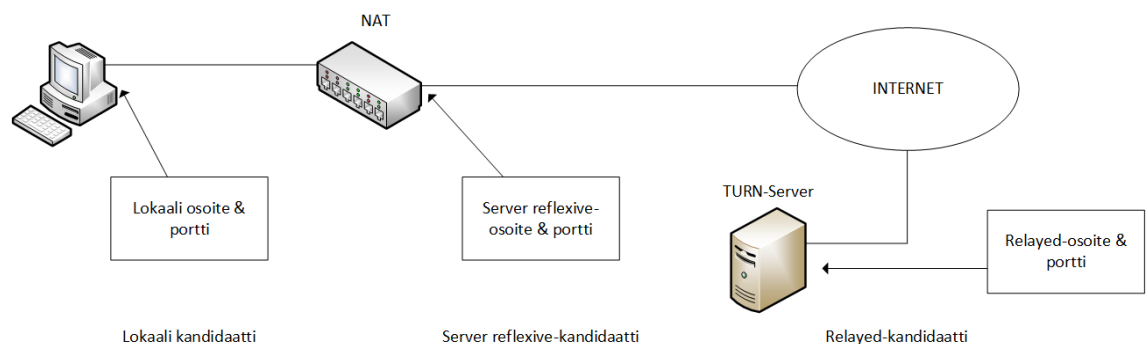 NAT
INTERNET
Lokaali osoite &
portti
Server reflexive-
osoite & portti
TURN-Server
Relayed-osoite &
portti
Lokaali kandidaatti
Server reflexive-kandidaatti
Relayed-kandidaatti